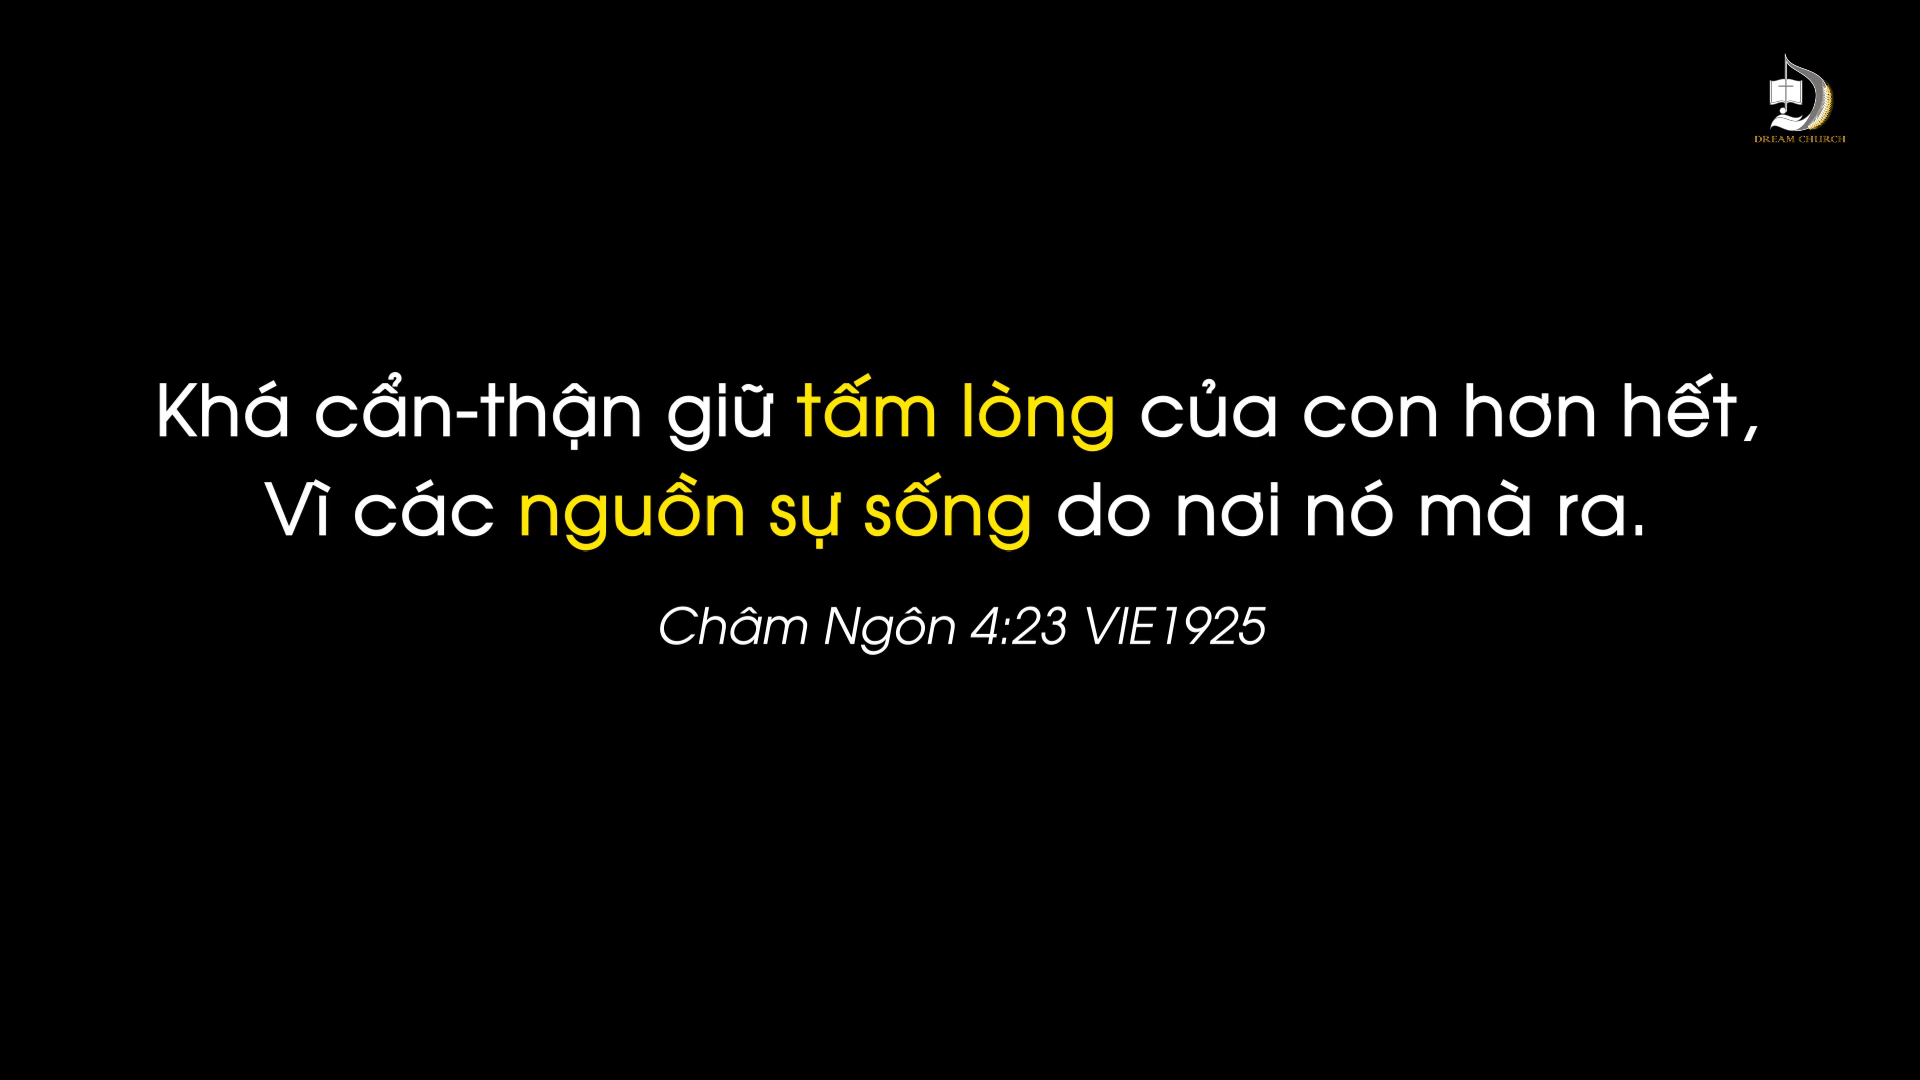 DREAM CHURCH
Khá cẩn-thận giữ tấm lòng của con hơn hết,
Vì các nguồn sự sống do nơi nó mà ra.
Châm Ngôn 4:23 VIE1925